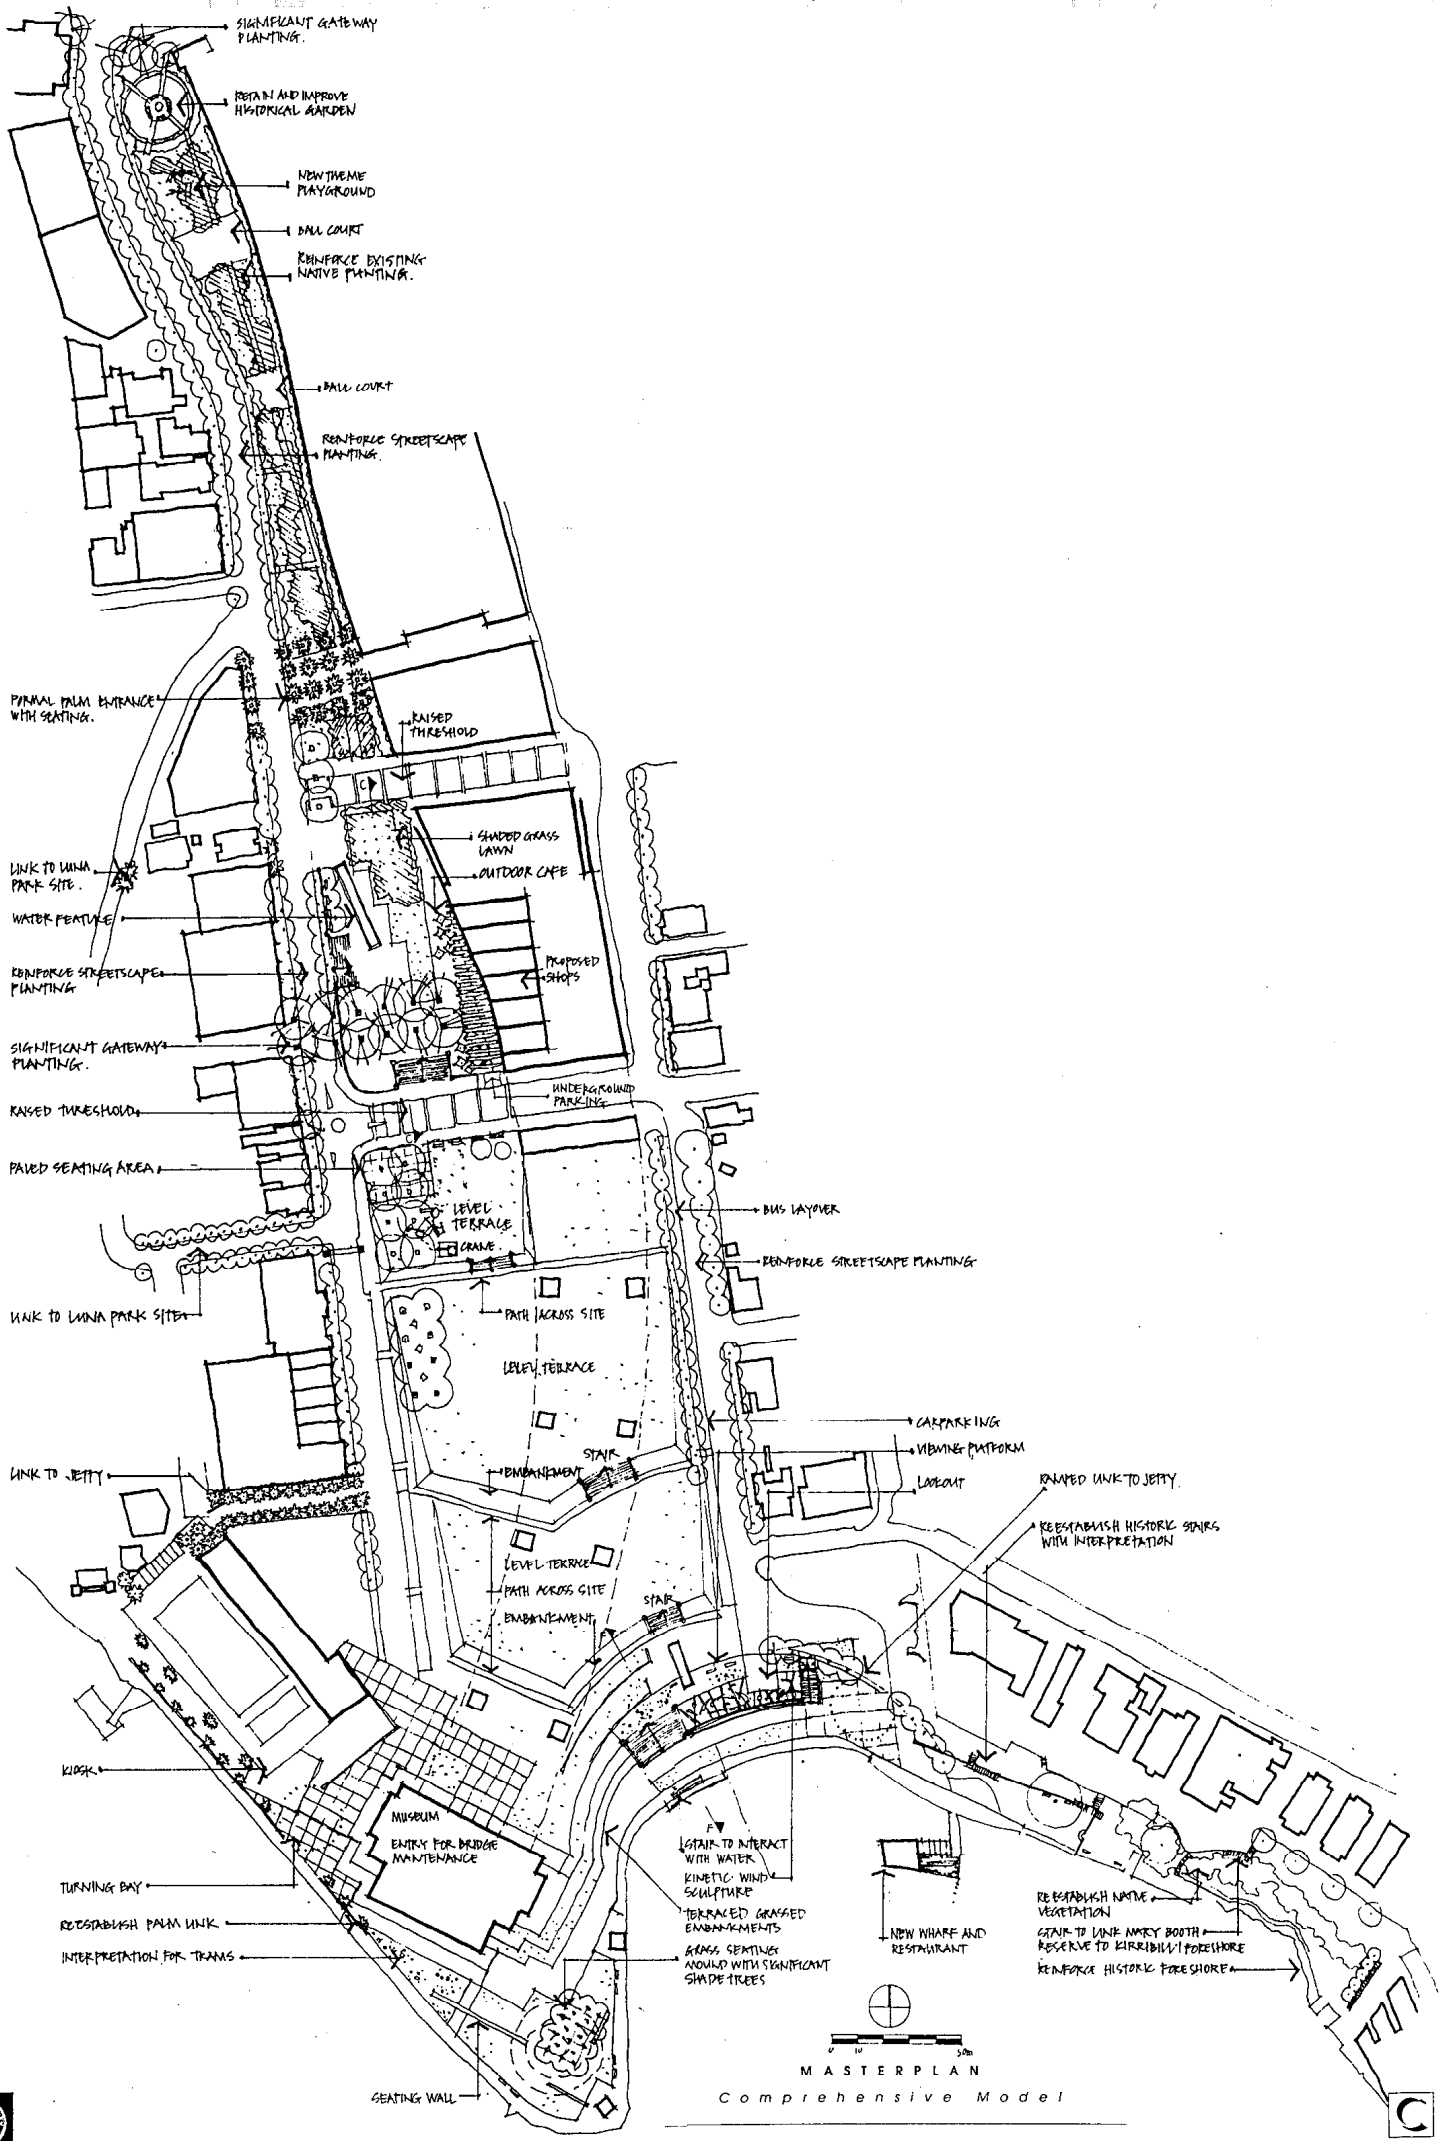 SIGNIFICANT GATEWAY
PLANTING.
RETAIN AND IMPROVE
HISTORICAL GARDEN
NEW THEME
PLAYGROUND
BALL COURT
REINFORCE EXISTING
NATIVE PLANTING.
BALL COURT
REINFORCE STREETSCAPE
PLANTING.
FORMAL PALM ENTRANCE
WITH SEATING.
RAISED
THRESHOLD
C
SHADED GRASS
LAWN
OUTDOOR CAFE
LINK TO LUNA
PARK SITE.
WATER FEATURE
REINFORCE STREETSCAPE
PLANTING
PROPOSED
SHOPS
SIGNIFICANT GATEWAY
PLANTING.
UNDERGROUND
PARKING
RAISED THRESHOLD
C
PAVED SEATING AREA
LEVEL
TERRACE
CRANE
BUS LAYOVER
REINFORCE STREETSCAPE PLANTING
LINK TO LUNA PARK SITE
PATH ACROSS SITE
LEVEL TERRACE
CARPARKING
VIEWING PLATFORM
LOOKOUT
STAIR
EMBANKMENT
LINK TO JETTY
RAMPED LINK TO JETTY.
REESTABLISH HISTORIC STAIRS
WITH INTERPRETATION
LEVEL TERRACE
PATH ACROSS SITE
EMBANKMENT
STAIR
F
KIOSK
MUSEUM
ENTRY FOR BRIDGE
MANTENANCE
F
STAIR TO INTERACT
WITH WATER
KINETIC WIND
SCULPTURE
TERRACED GRASSED
EMBANKMENTS
GRASS SEATING
MOUND WITH SIGNIFICANT
SHADE TREES
TURNING BAY
REESTABLISH PALM LINK
INTERPRETATION FOR TRAMS
NEW WHARF AND
RESTAURANT
REESTABLISH NATIVE
VEGETATION
STAIR TO LINK MARY BOOTH
RESERVE TO KIRRIBILLI FORESHORE
REINFORCE HISTORIC FORESHORE
SEATING WALL
0 10 50m
MASTERPLAN
Comprehensive Model
C